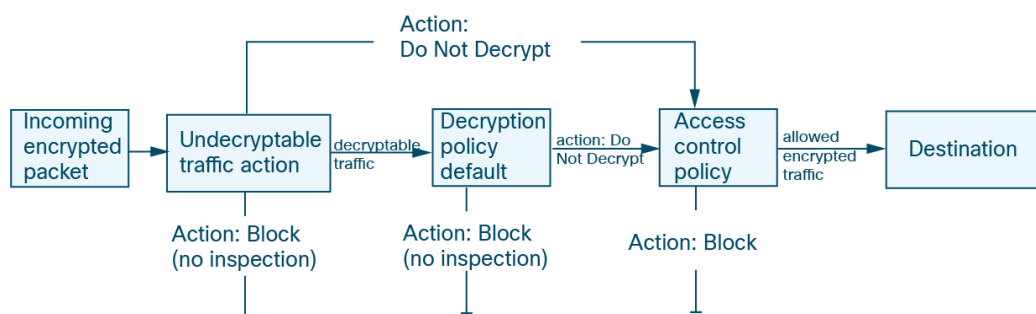 Action:
Do Not Decrypt
Incoming
encrypted
packet
Undecryptable
traffic action
decryptable
traffic
Decryption
policy
default
action: Do
Not Decrypt
Access
control
policy
allowed
encrypted
traffic
Destination
Action: Block
(no inspection)
Action: Block
(no inspection)
Action: Block